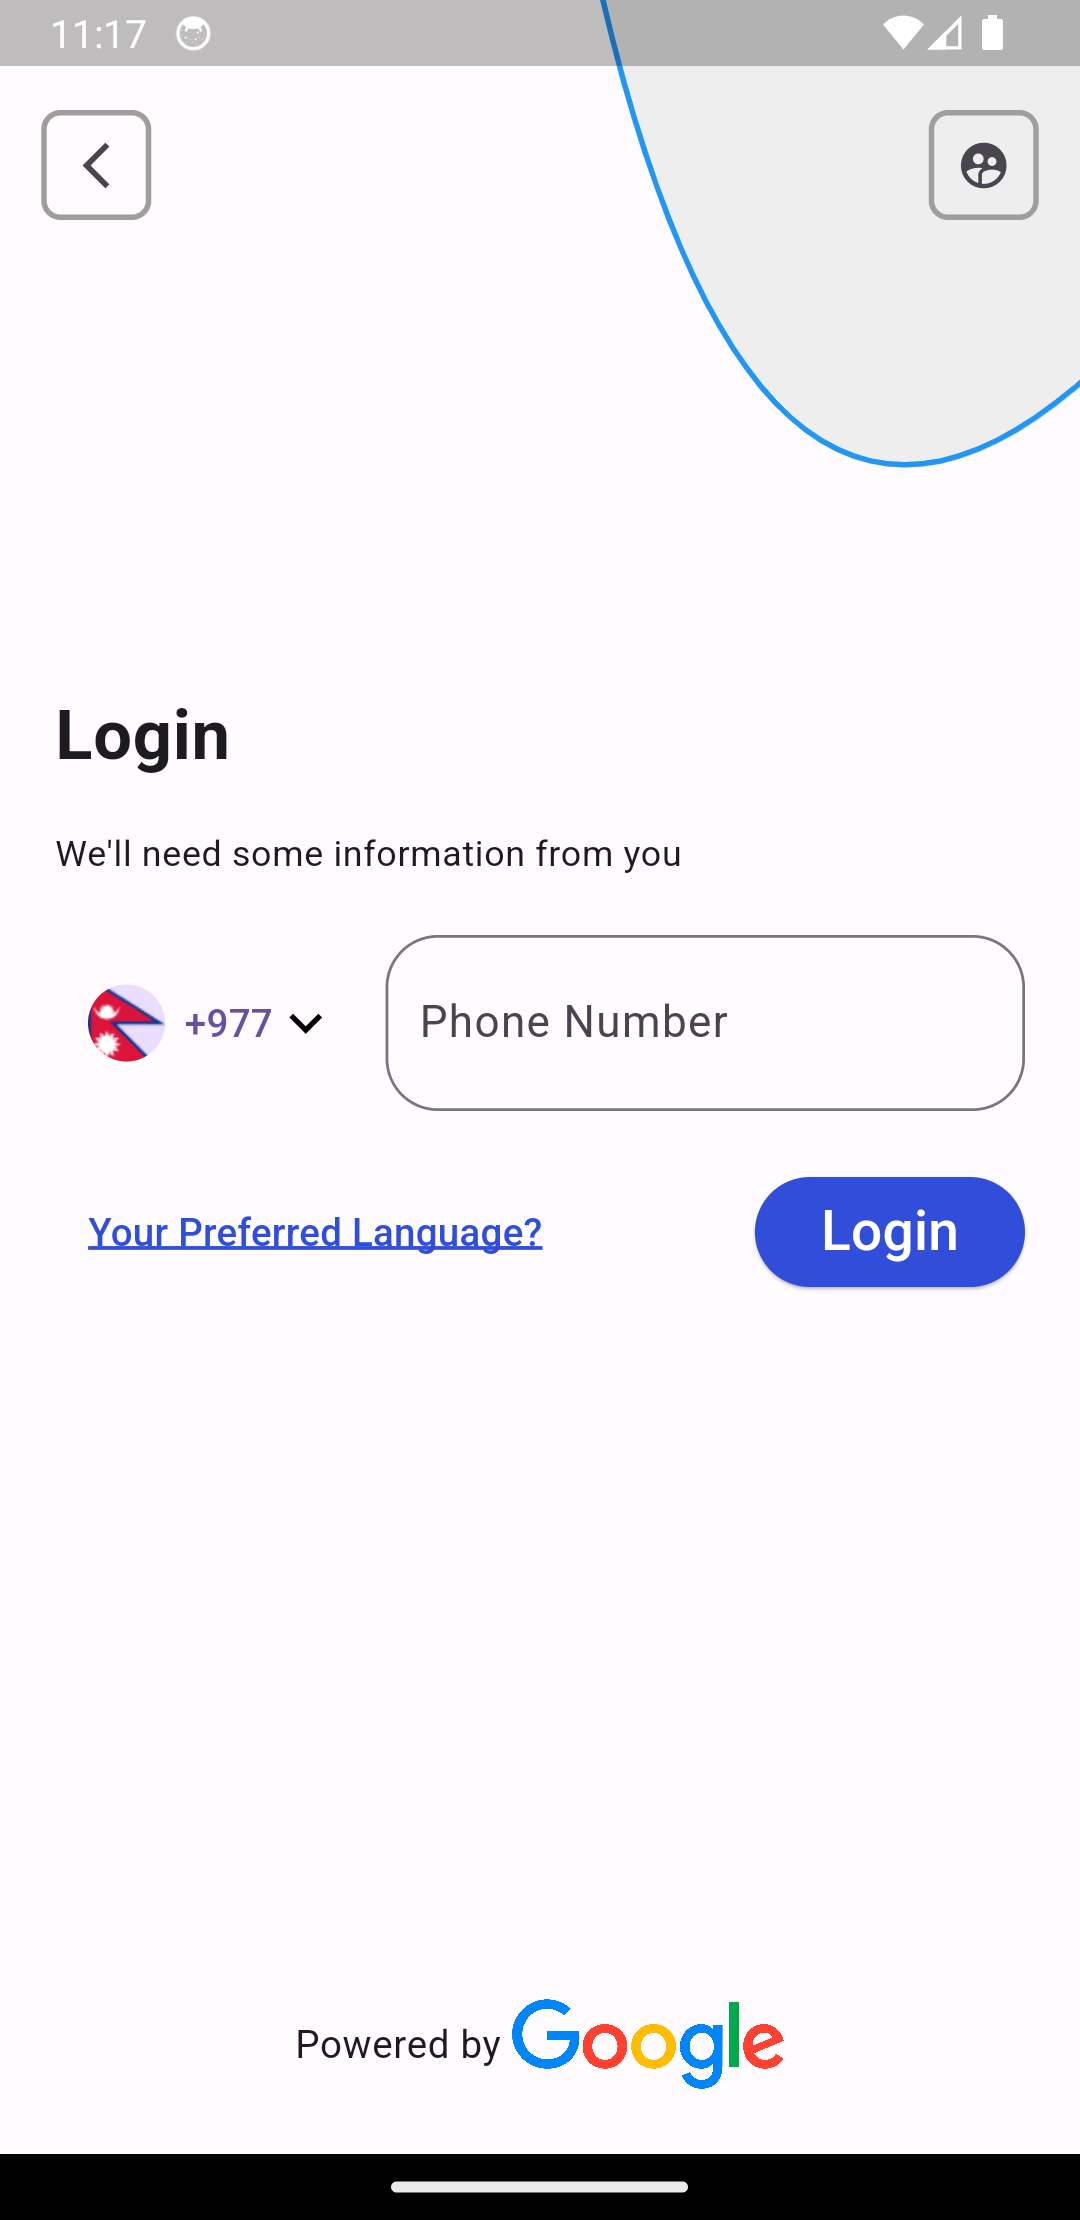 11:17
Login
We'll need some information from you
+977
Phone Number
Your Preferred Language?
Login
Powered by Google